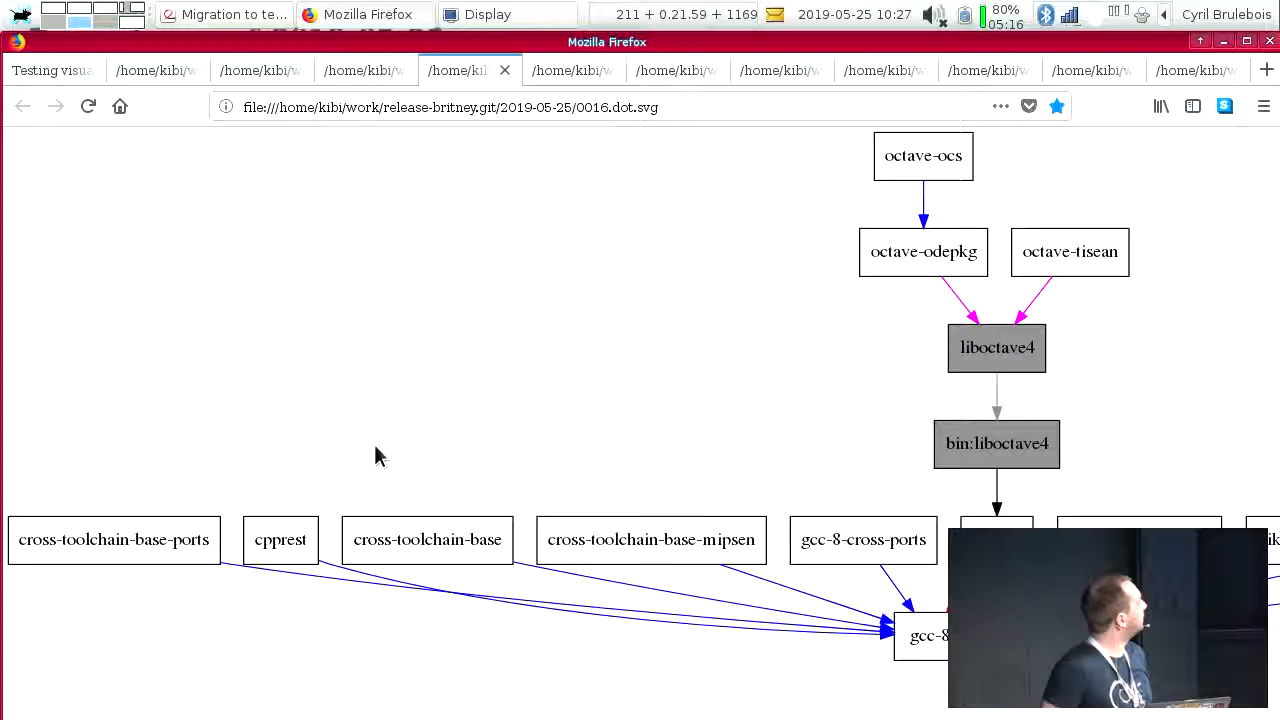 Migration to te... Mozilla Firefox Display 211 + 0.21.59 + 1169 2019-05-25 10:27 80% 05:16 Cyril Brulebois
Mozilla Firefox
Testing visua /home/kibi/w /home/kibi/w /home/kibi/w /home/kib /home/kibi/w /home/kibi/w /home/kibi/w /home/kibi/w /home/kibi/w /home/kibi/w /home/kibi/w
file:///home/kibi/work/release-britney.git/2019-05-25/0016.dot.svg
octave-ocs
octave-odepkg octave-tisean
liboctave4
bin:liboctave4
cross-toolchain-base-ports cpprest cross-toolchain-base cross-toolchain-base-mipsen gcc-8-cross-ports
gcc-8